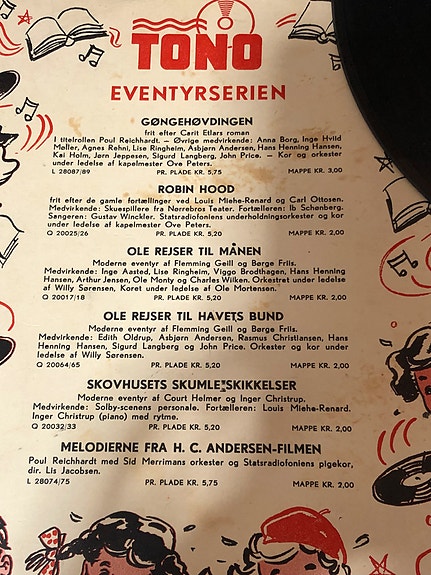 TONO
EVENTYRSERIEN
GØNGEHØVDINGEN
frit efter Carit Etlars roman
I titelrollen Poul Reichhardt. — Øvrige medvirkende: Anna Borg, Inge Hvild
Møller, Agnes Rehni, Lise Ringheim, Asbjørn Andersen, Hans Henning Hansen,
Kai Holm, Jørn Jeppesen, Sigurd Langberg, John Price. — Kor og orkester
under ledelse af kapelmester Ove Peters.
L 28087/89 PR. PLADE KR. 5,75 MAPPE KR. 3,00
ROBIN HOOD
frit efter de gamle fortællinger ved Louis Miehe-Renard og Carl Ottosen.
Medvirkende: Skuespillere fra Nørrebros Teater. Fortælleren: Ib Schønberg.
Sangeren: Gustav Winckler. Statsradiofoniens underholdningsorkester og kor
under ledelse af kapelmester Ove Peters.
Q 20025/26 PR. PLADE KR. 5,20 MAPPE KR. 2,00
OLE REJSER TIL MÅNEN
Moderne eventyr af Flemming Geill og Børge Friis.
Medvirkende: Inge Aasted, Lise Ringheim, Viggo Brodthagen, Hans Henning
Hansen, Arthur Jensen, Ole Monty og Charles Wilken. Orkestret under ledelse
af Willy Sørensen, Koret under ledelse af Ole Mortensen.
Q 20017/18 PR. PLADE KR. 5,20 MAPPE KR. 2,00
OLE REJSER TIL HAVETS BUND
Moderne eventyr af Flemming Geill og Børge Friis.
Medvirkende: Edith Oldrup, Asbjørn Andersen, Rasmus Christiansen, Hans
Henning Hansen, Sigurd Langberg og John Price. Orkester og kor under
ledelse af Willy Sørensen.
Q 20064/65 PR. PLADE KR. 5,20 MAPPE KR. 2,00
SKOVHUSETS SKUMLE SKIKKELSER
Moderne eventyr af Court Helmer og Inger Christrup.
Medvirkende: Solby-scenens personale. Fortælleren: Louis Miehe-Renard.
Inger Christrup (piano) med rytme.
Q 20032/33 PR. PLADE KR. 5,20 MAPPE KR. 2,00
MELODIERNE FRA H. C. ANDERSEN-FILMEN
Poul Reichhardt med Sid Merrimans orkester og Statsradiofoniens pigekor,
dir. Lis Jacobsen.
L 28074/75 PR. PLADE KR. 5,75 MAPPE KR. 2,00